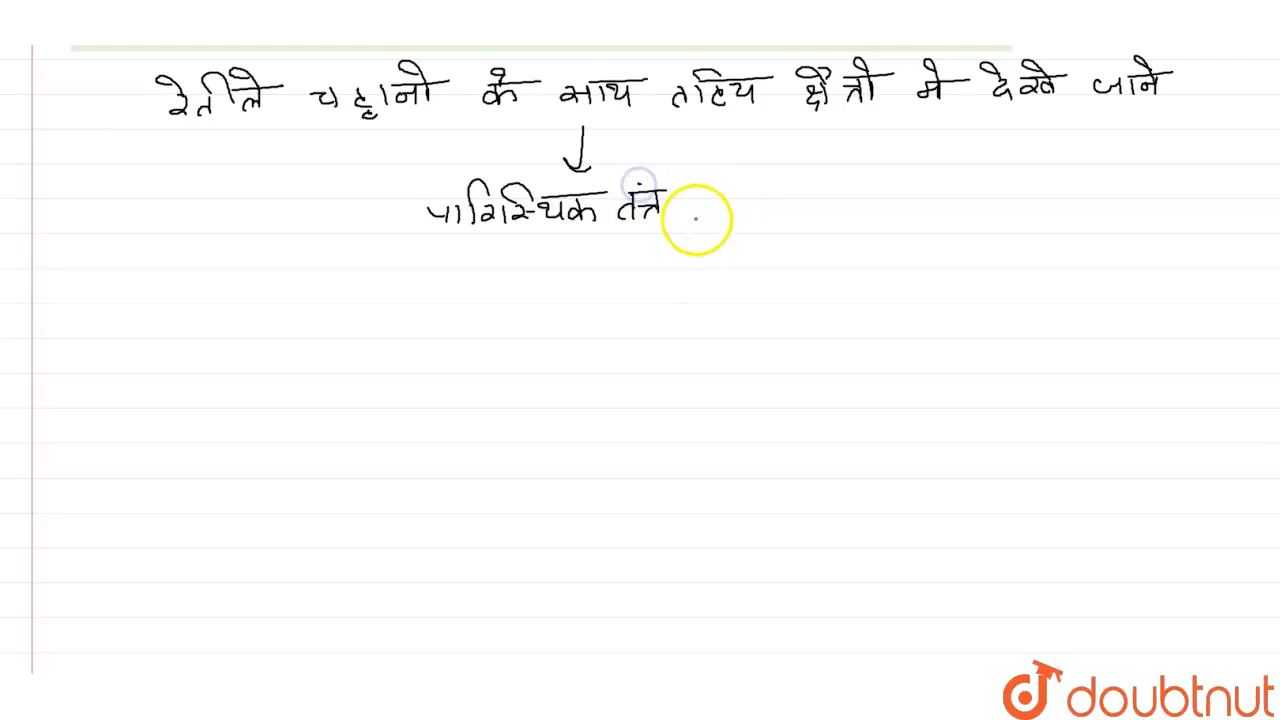 रेतीले चट्टानो के साथ तटिय क्षैत्रो मे देखे जाने
पारिस्थिक तंत्र
doubtnut